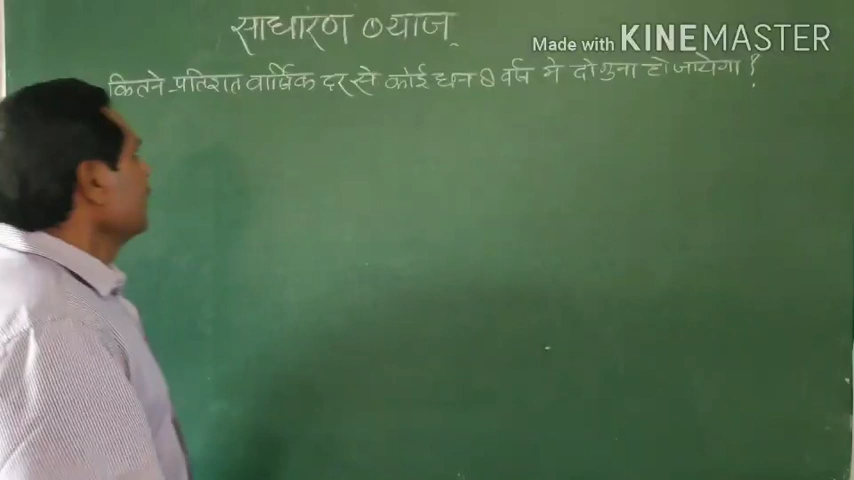 साधारण ब्याज
Made with KINEMASTER
कितने प्रतिशत वार्षिक दर से कोई धन 8 वर्ष में दोगुना हो जायेगा ?